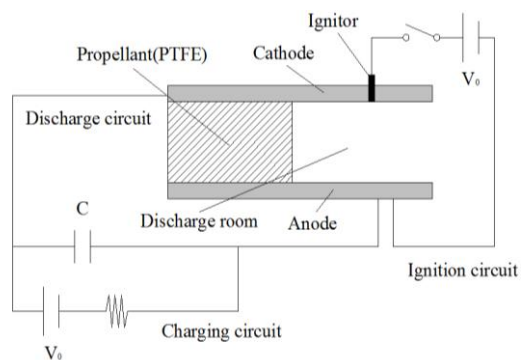 Ignitor
Propellant(PTFE)
Cathode
V₀
Discharge circuit
C
Discharge room
Anode
Ignition circuit
Charging circuit
V₀